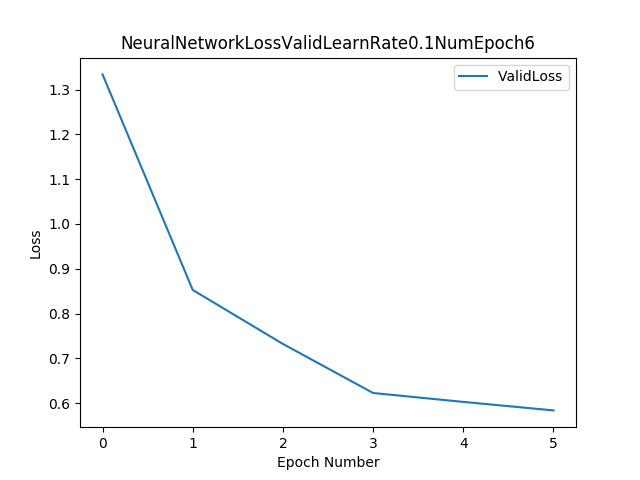 NeuralNetworkLossValidLearnRate0.1NumEpoch6
ValidLoss
1.3
1.2
1.1
1.0
0.9
0.8
0.7
0.6
Loss
0 1 2 3 4 5
Epoch Number